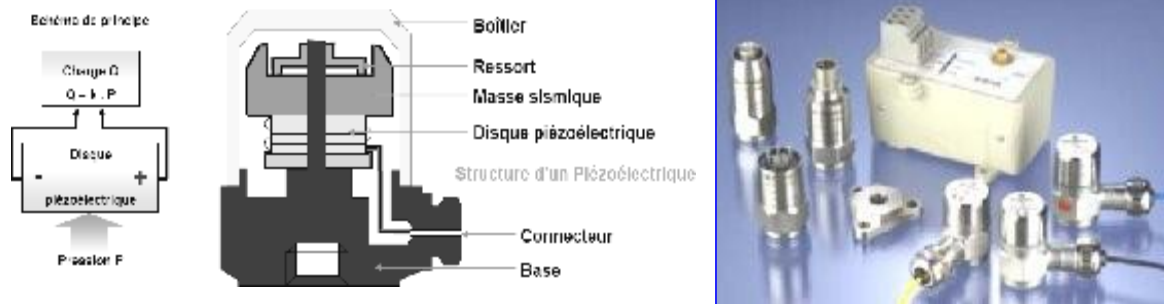 Schéma de principe
Charge Q
Q = k . P
Disque
- +
piézoélectrique
Pression P
Boîtier
Ressort
Masse sismique
Disque piézoélectrique
Structure d'un Piézoélectrique
Connecteur
Base